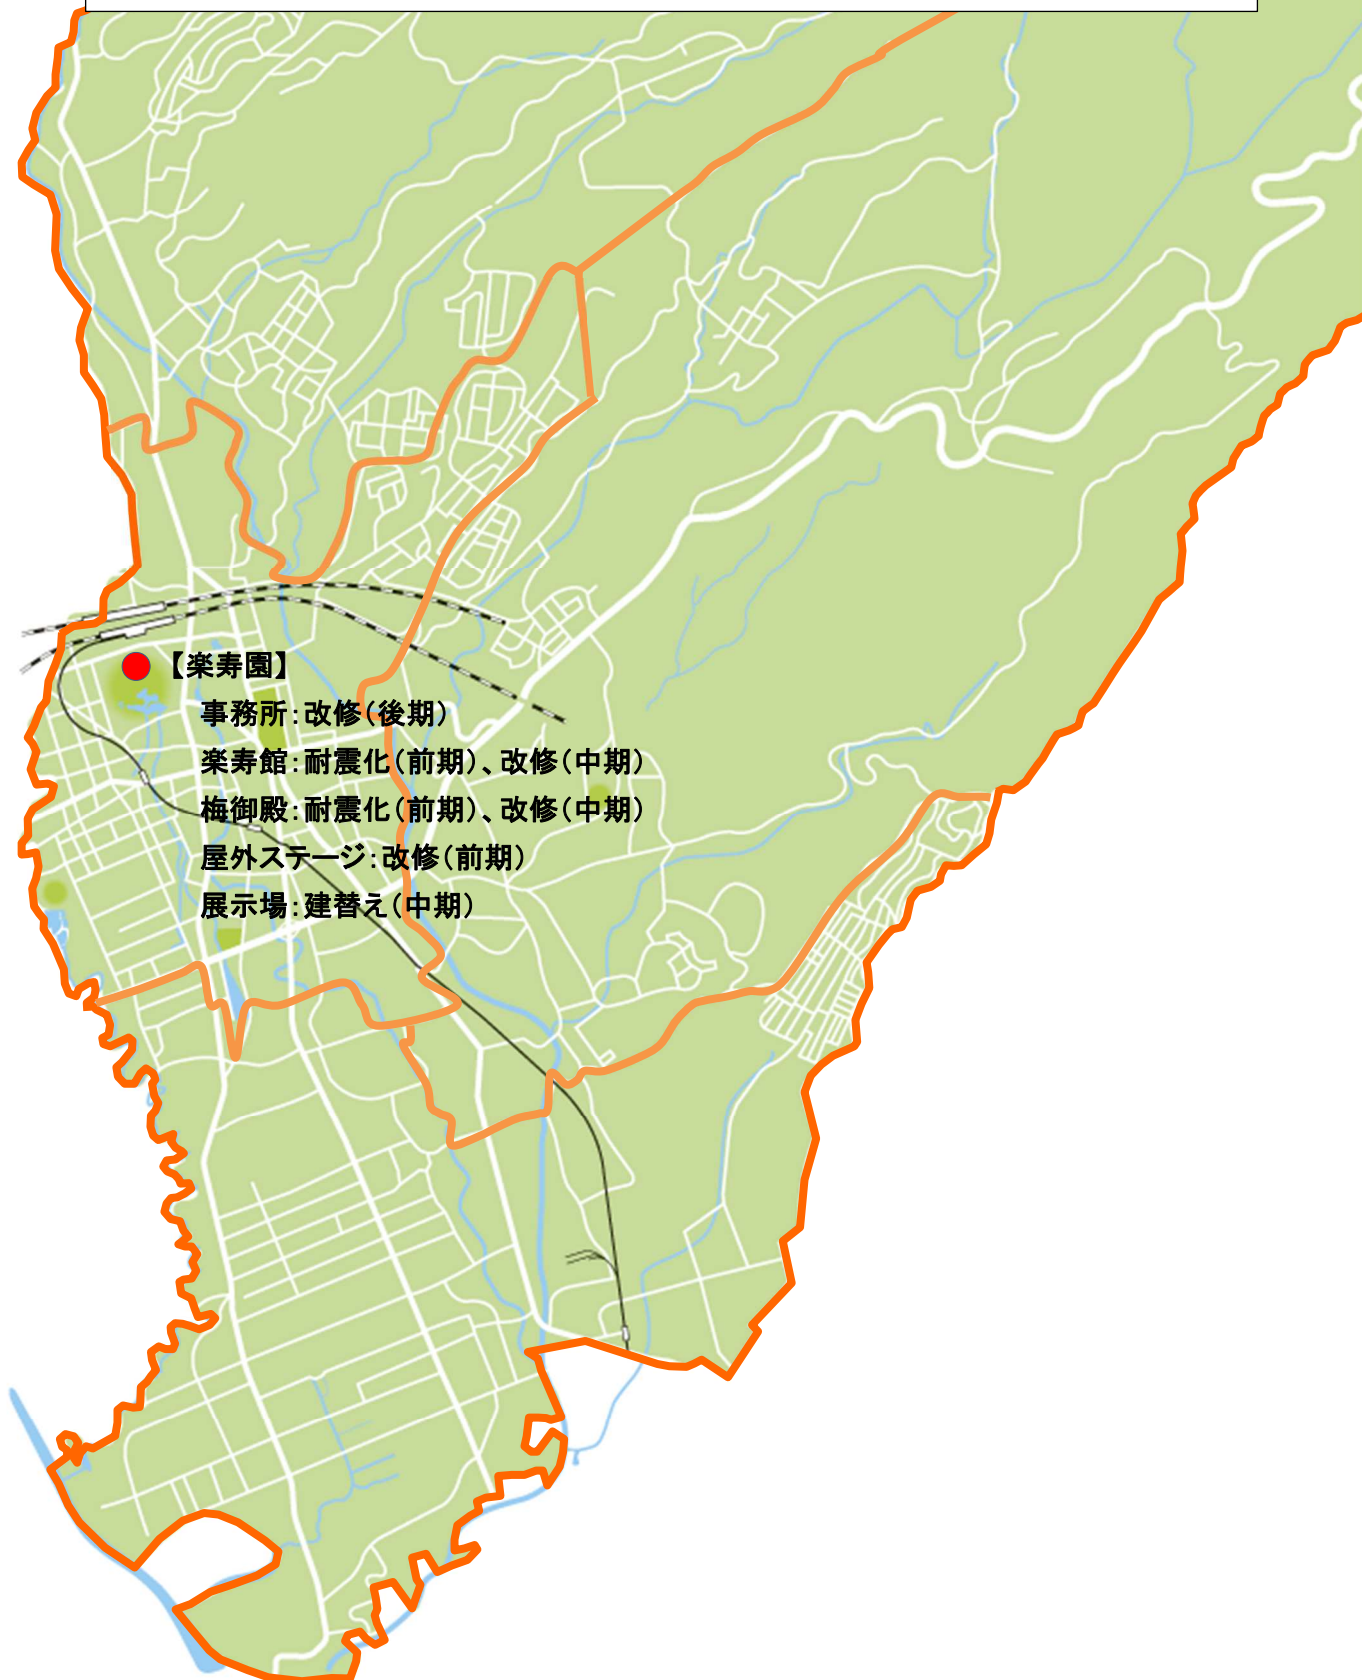 【楽寿園】
事務所：改修（後期）
楽寿館：耐震化（前期）、改修（中期）
梅御殿：耐震化（前期）、改修（中期）
屋外ステージ：改修（前期）
展示場：建替え（中期）